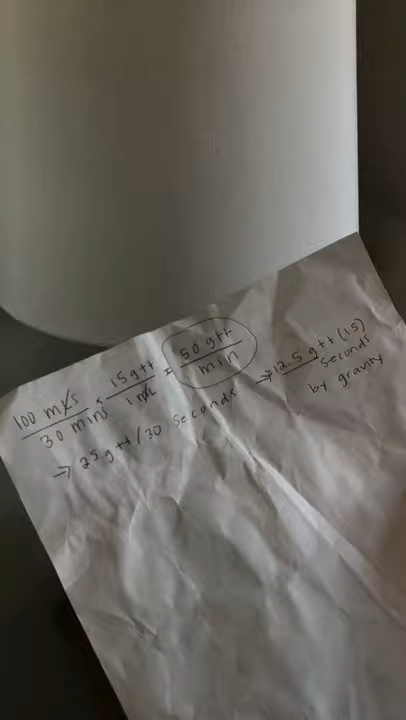 100 mLs / 30 mins × 15 gtt / 1 mL = 50 gtt / min
→ 25 gtt / 30 seconds → 12.5 gtt (15) seconds
by gravity